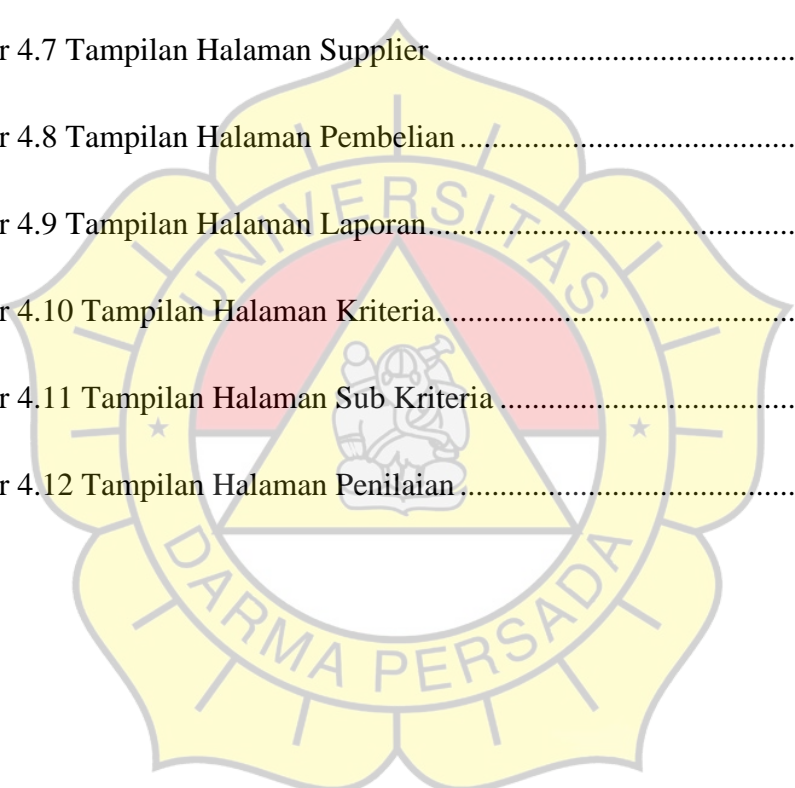 r 4.7 Tampilan Halaman Supplier ............................................
r 4.8 Tampilan Halaman Pembelian .........................................
r 4.9 Tampilan Halaman Laporan.............................................
r 4.10 Tampilan Halaman Kriteria...........................................
r 4.11 Tampilan Halaman Sub Kriteria ....................................
r 4.12 Tampilan Halaman Penilaian .........................................
UNIVERSITAS
DARMA PERSADA